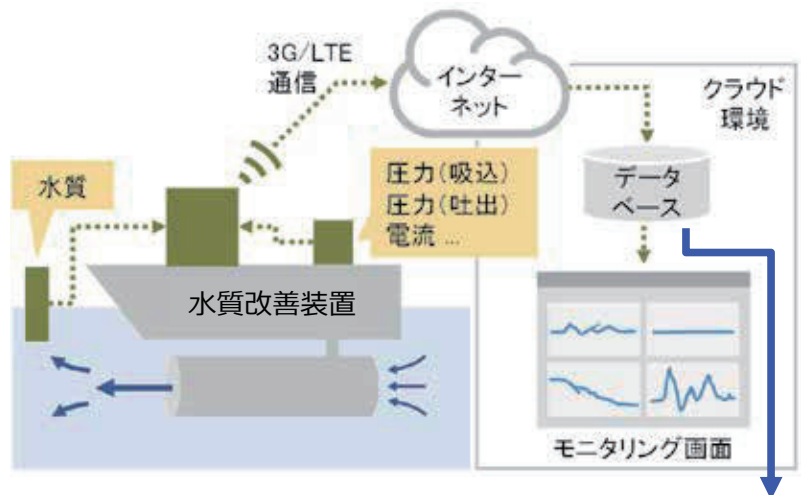 3G/LTE
通信
インター
ネット
クラウド
環境
水質
圧力(吸込)
圧力(吐出)
電流 ...
データ
ベース
水質改善装置
モニタリング画面